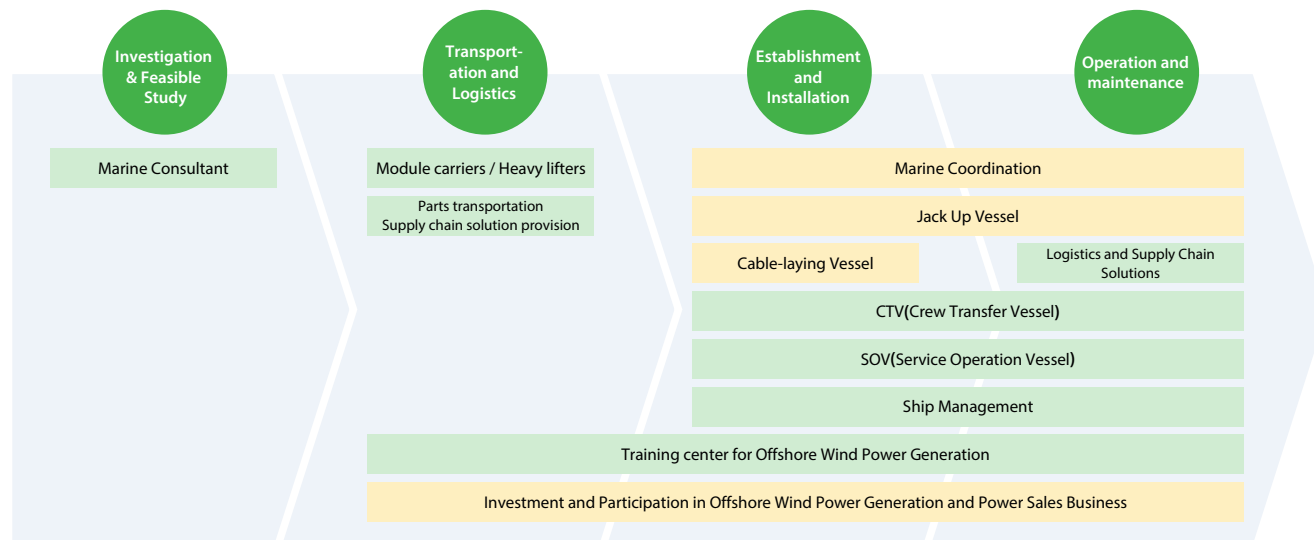 Investigation
& Feasible
Study
Transport-
ation and
Logistics
Establishment
and
Installation
Operation and
maintenance
Marine Consultant
Module carriers / Heavy lifters
Marine Coordination
Parts transportation
Supply chain solution provision
Jack Up Vessel
Cable-laying Vessel
Logistics and Supply Chain
Solutions
CTV(Crew Transfer Vessel)
SOV(Service Operation Vessel)
Ship Management
Training center for Offshore Wind Power Generation
Investment and Participation in Offshore Wind Power Generation and Power Sales Business